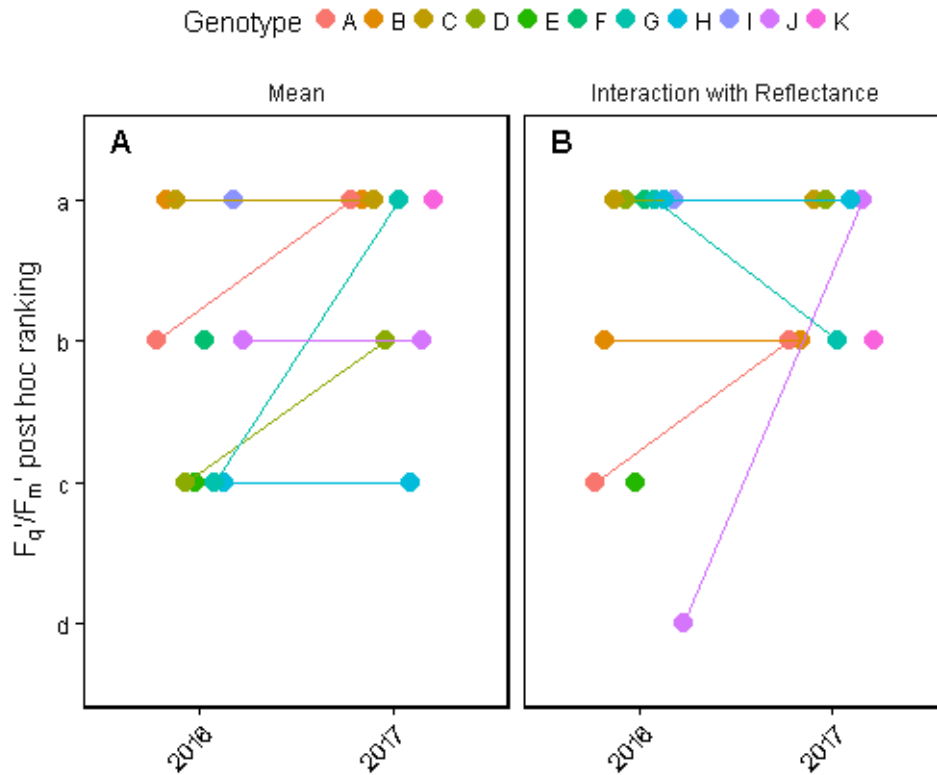 Genotype A B C D E F G H I J K
Mean Interaction with Reflectance
A B
a
b
c
d
Fq'/Fm' post hoc ranking
2016 2017 2016 2017